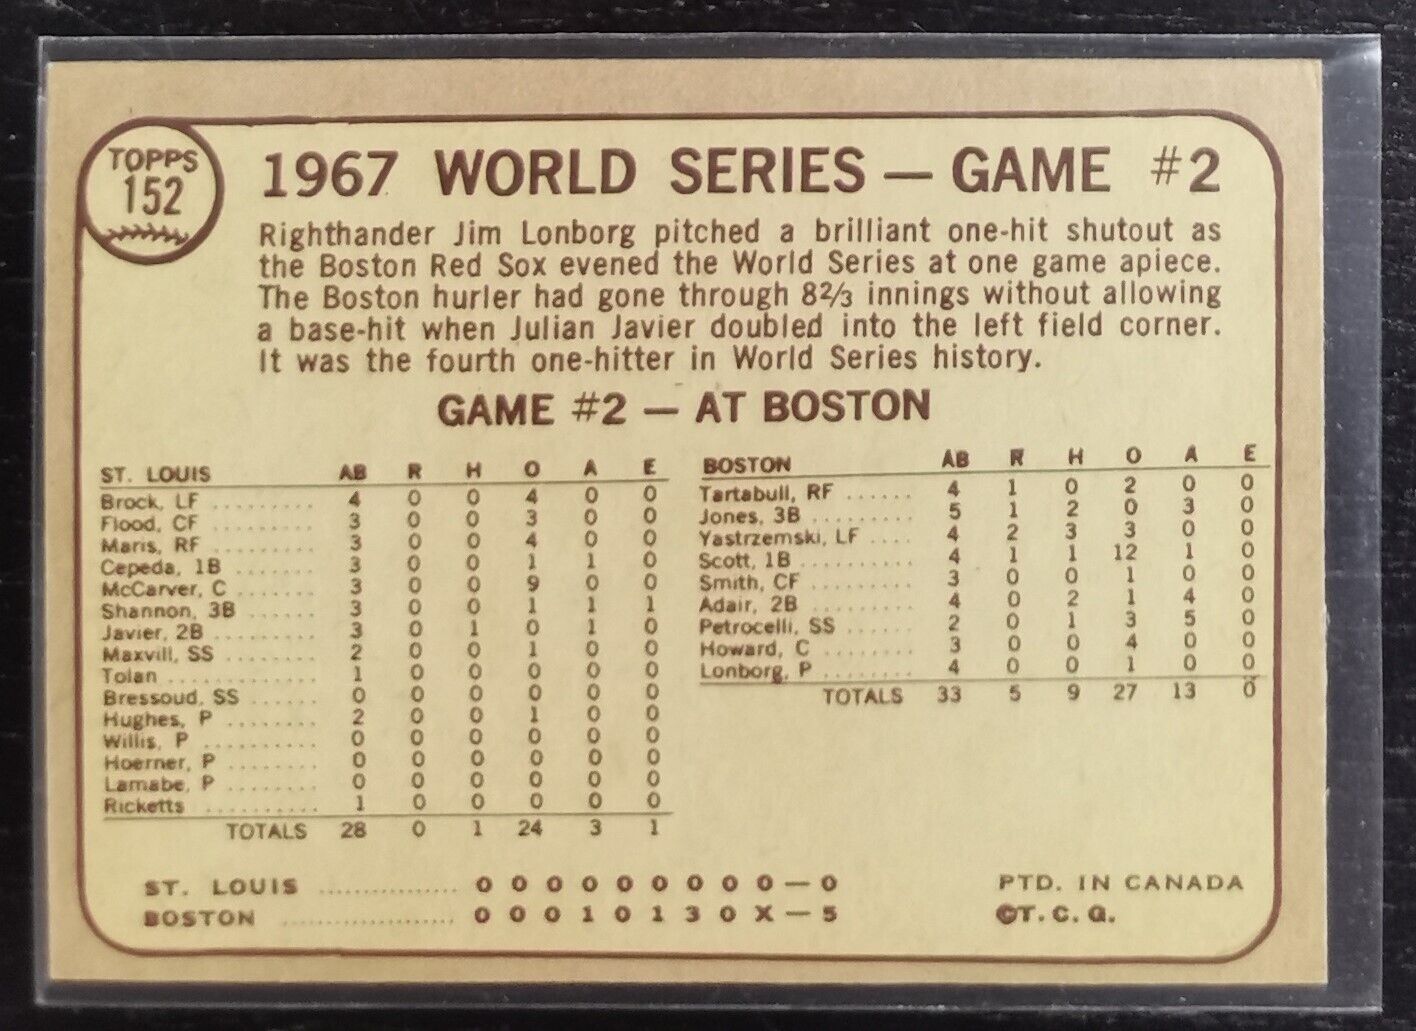 TOPPS
152
1967 WORLD SERIES — GAME #2
Righthander Jim Lonborg pitched a brilliant one-hit shutout as
the Boston Red Sox evened the World Series at one game apiece.
The Boston hurler had gone through 8⅔ innings without allowing
a base-hit when Julian Javier doubled into the left field corner.
It was the fourth one-hitter in World Series history.
GAME #2 — AT BOSTON
ST. LOUIS AB R H O A E
Brock, LF .......... 4 0 0 4 0 0
Flood, CF .......... 3 0 0 3 0 0
Maris, RF .......... 3 0 0 4 0 0
Cepeda, 1B ........ 3 0 0 1 1 0
McCarver, C ....... 3 0 0 9 0 0
Shannon, 3B ....... 3 0 0 1 1 1
Javier, 2B .......... 3 0 1 0 1 0
Maxvill, SS ........ 2 0 0 1 0 0
Tolan ............. 1 0 0 0 0 0
Bressoud, SS ...... 0 0 0 0 0 0
Hughes, P ......... 2 0 0 1 0 0
Willis, P .......... 0 0 0 0 0 0
Hoerner, P ........ 0 0 0 0 0 0
Lamabe, P ........ 0 0 0 0 0 0
Ricketts .......... 1 0 0 0 0 0
TOTALS 28 0 1 24 3 1
BOSTON AB R H O A E
Tartabull, RF ...... 4 1 0 2 0 0
Jones, 3B ......... 5 1 2 0 3 0
Yastrzemski, LF .... 4 2 3 3 0 0
Scott, 1B .......... 4 1 1 12 1 0
Smith, CF ......... 3 0 0 1 0 0
Adair, 2B ......... 4 0 2 1 4 0
Petrocelli, SS ...... 2 0 1 3 5 0
Howard, C ........ 3 0 0 4 0 0
Lonborg, P ........ 4 0 0 1 0 0
TOTALS 33 5 9 27 13 0
ST. LOUIS ................ 0 0 0 0 0 0 0 0 0 — 0
BOSTON .................... 0 0 0 1 0 1 3 0 X — 5
PTD. IN CANADA
©T.C.G.